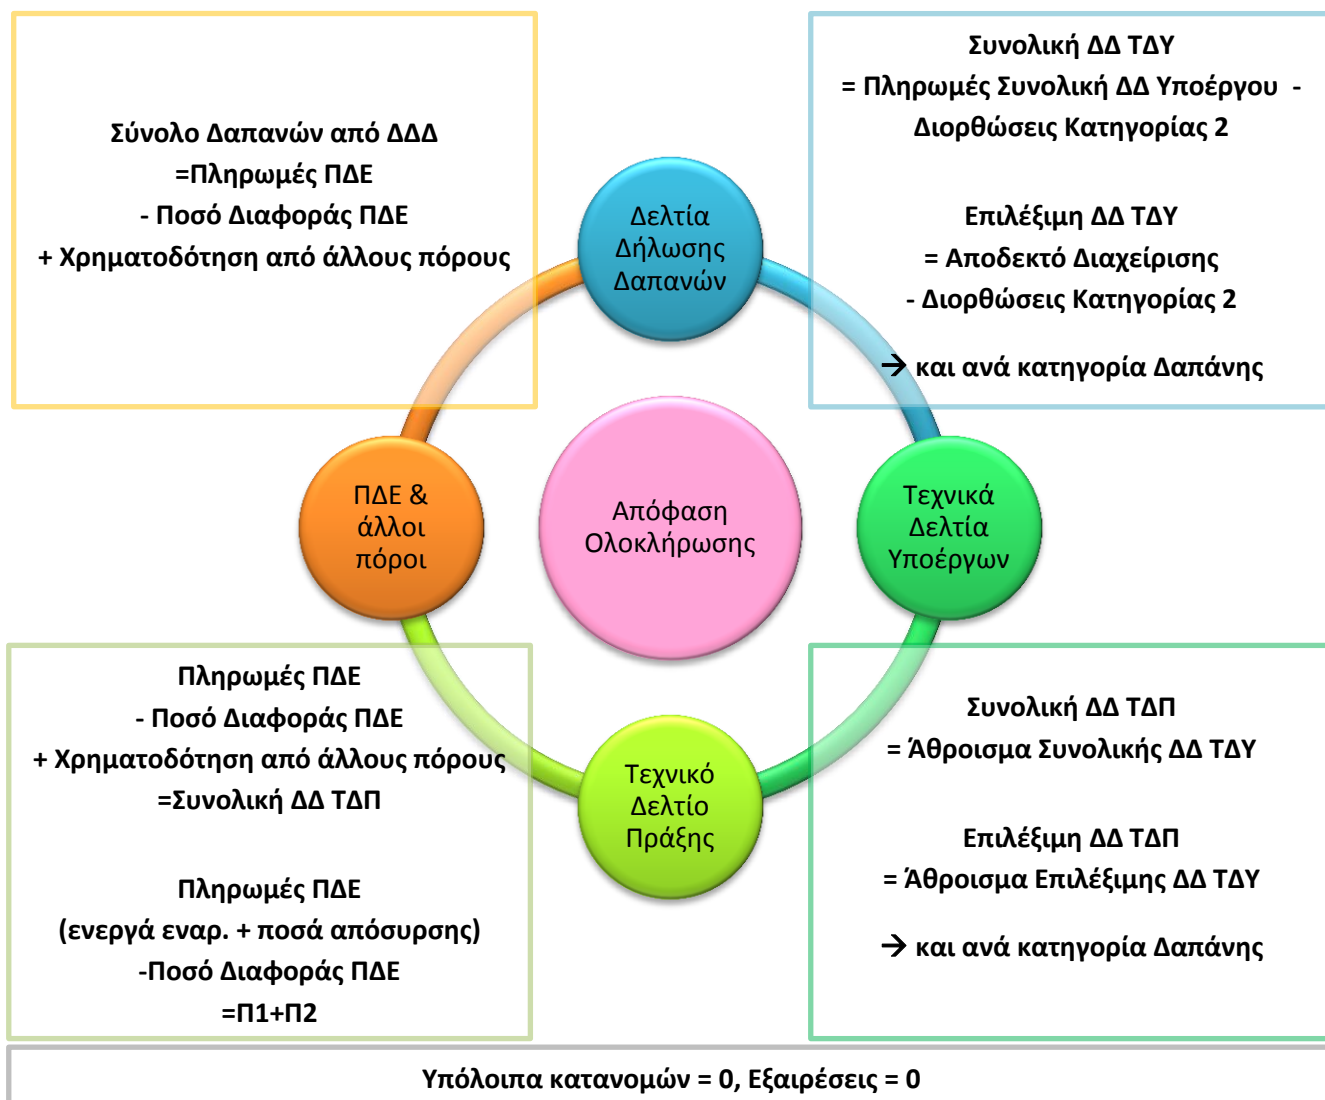 Σύνολο Δαπανών από ΔΔΔ
=Πληρωμές ΠΔΕ
- Ποσό Διαφοράς ΠΔΕ
+ Χρηματοδότηση από άλλους πόρους
Συνολική ΔΔ ΤΔΥ
= Πληρωμές Συνολική ΔΔ Υποέργου -
Διορθώσεις Κατηγορίας 2
Επιλέξιμη ΔΔ ΤΔΥ
= Αποδεκτό Διαχείρισης
- Διορθώσεις Κατηγορίας 2
→ και ανά κατηγορία Δαπάνης
Δελτία
Δήλωσης
Δαπανών
ΠΔΕ &
άλλοι
πόροι
Απόφαση
Ολοκλήρωσης
Τεχνικά
Δελτία
Υποέργων
Τεχνικό
Δελτίο
Πράξης
Πληρωμές ΠΔΕ
- Ποσό Διαφοράς ΠΔΕ
+ Χρηματοδότηση από άλλους πόρους
=Συνολική ΔΔ ΤΔΠ
Πληρωμές ΠΔΕ
(ενεργά εναρ. + ποσά απόσυρσης)
-Ποσό Διαφοράς ΠΔΕ
=Π1+Π2
Συνολική ΔΔ ΤΔΠ
= Άθροισμα Συνολικής ΔΔ ΤΔΥ
Επιλέξιμη ΔΔ ΤΔΠ
= Άθροισμα Επιλέξιμης ΔΔ ΤΔΥ
→ και ανά κατηγορία Δαπάνης
Υπόλοιπα κατανομών = 0, Εξαιρέσεις = 0